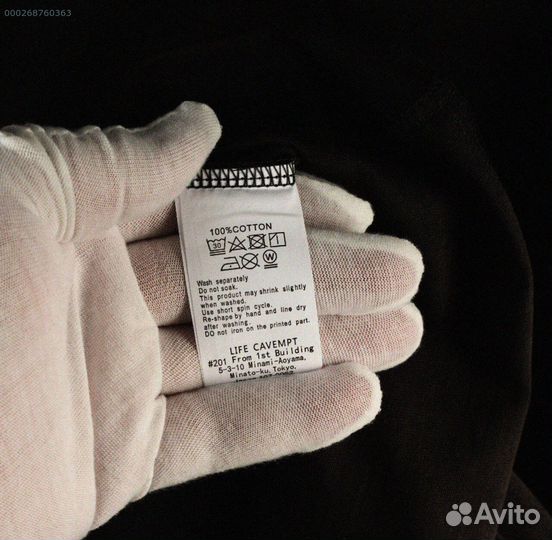 000268760363
100%COTTON
30
Wash separately
Do not soak.
This product may shrink slightly
when washed.
Use short spin cycle.
Re-shape by hand and line dry
after washing.
DO not iron on the printed part.
LIFE CAVEMPT
#201 From 1st Building
5-3-10 Minami-Aoyama,
Minato-ku, Tokyo,
Avito